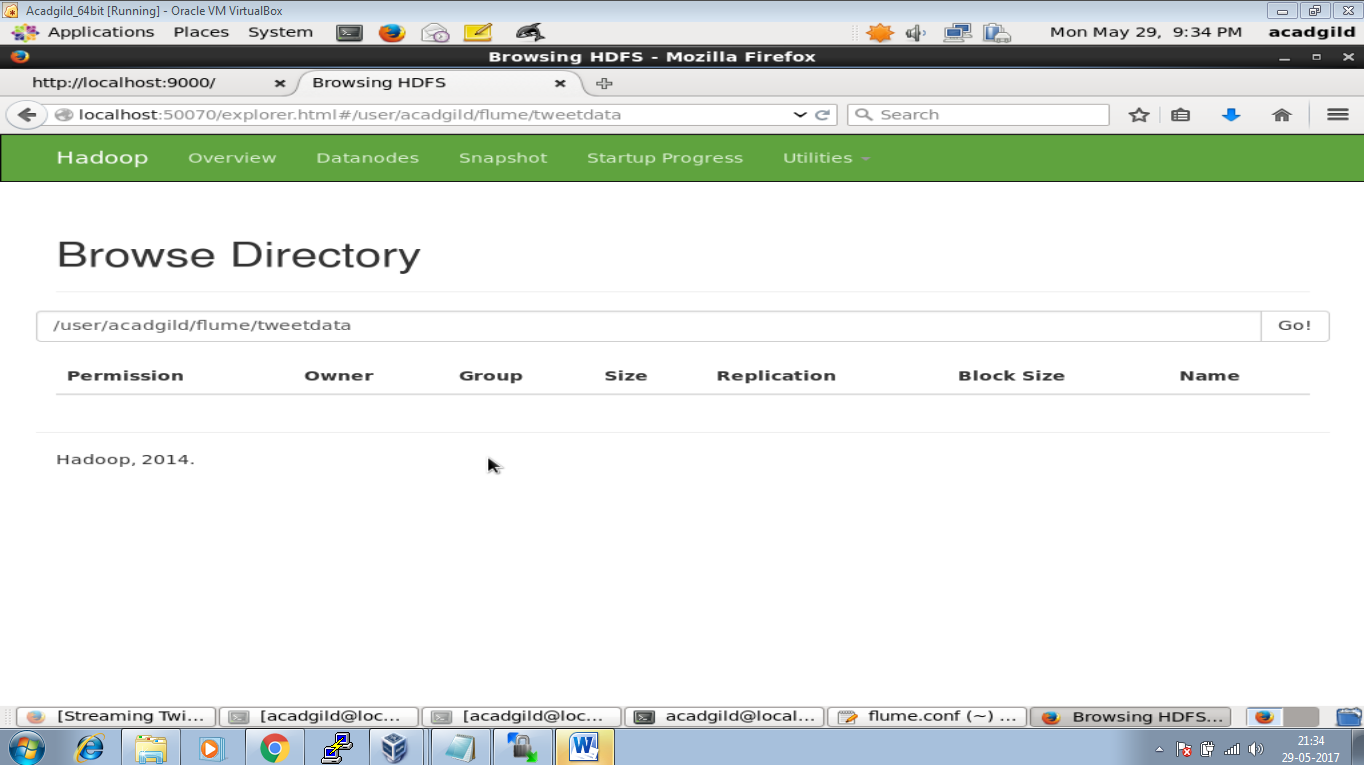 Acadgild_64bit [Running] - Oracle VM VirtualBox
Applications Places System Mon May 29, 9:34 PM acadgild
Browsing HDFS - Mozilla Firefox
http://localhost:9000/ Browsing HDFS
localhost:50070/explorer.html#/user/acadgild/flume/tweetdata Search
Hadoop Overview Datanodes Snapshot Startup Progress Utilities
Browse Directory
/user/acadgild/flume/tweetdata Go!
Permission Owner Group Size Replication Block Size Name
Hadoop, 2014.
[Streaming Twi... [acadgild@loc... [acadgild@loc... acadgild@local... flume.conf (~) ... Browsing HDFS...
21:34
29-05-2017